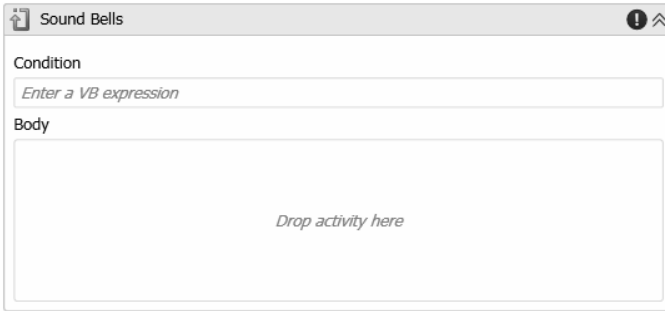 Sound Bells
Condition
Enter a VB expression
Body
Drop activity here